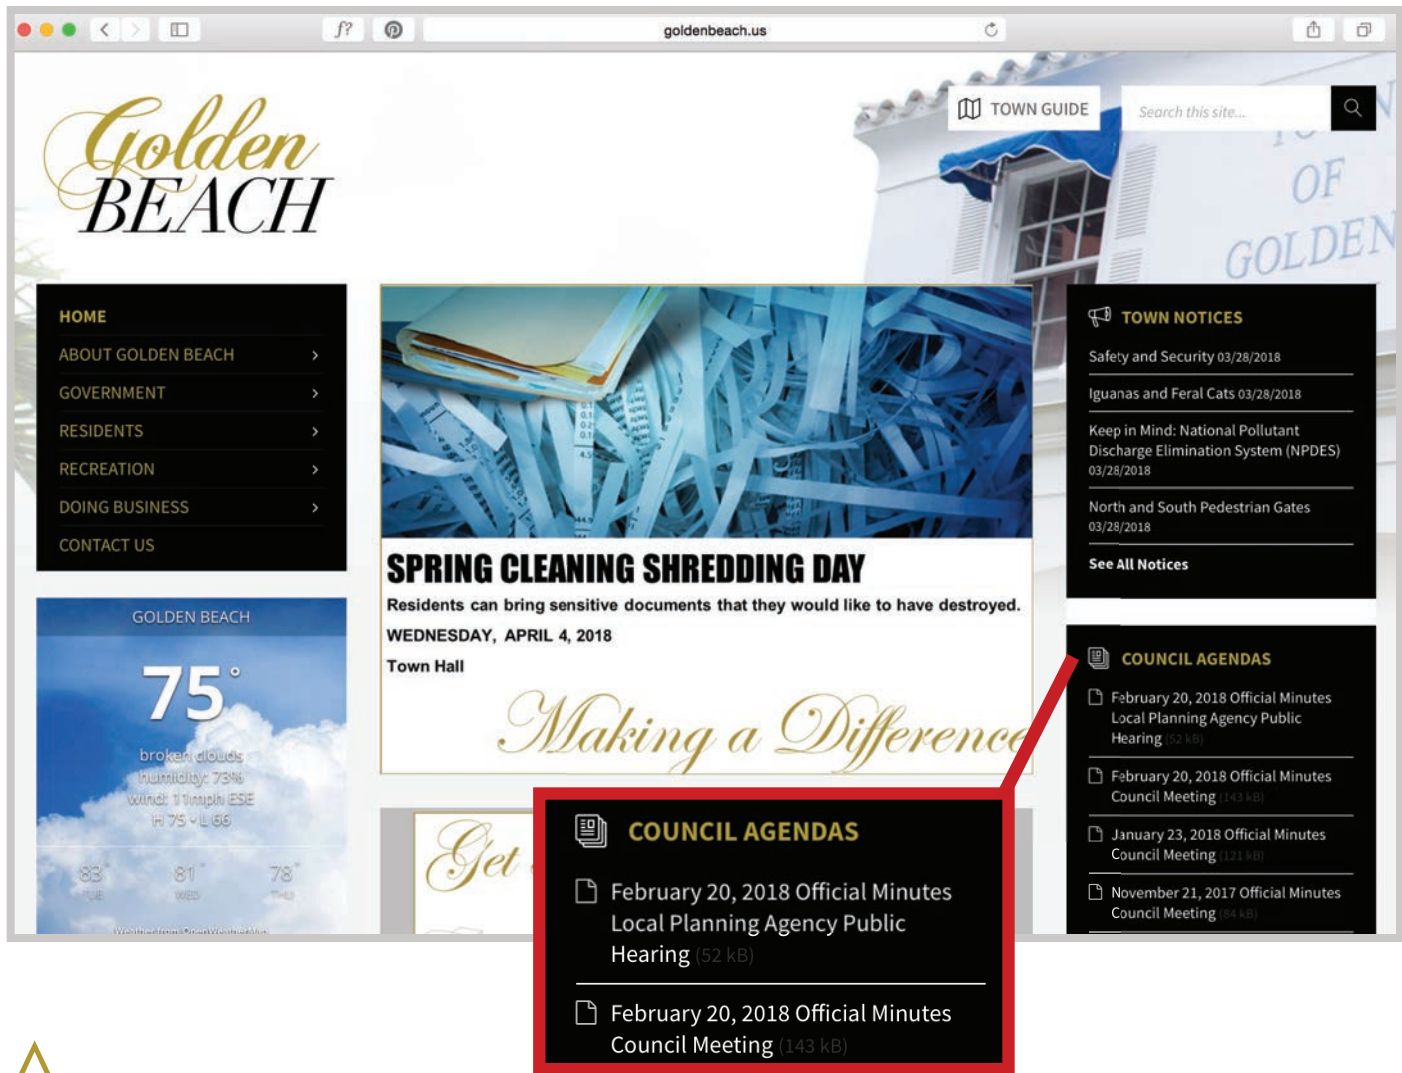 f?
goldenbeach.us
Golden
BEACH
TOWN GUIDE
Search this site...
OF
GOLDEN
HOME
ABOUT GOLDEN BEACH
GOVERNMENT
RESIDENTS
RECREATION
DOING BUSINESS
CONTACT US
GOLDEN BEACH
75°
broken clouds
humidity: 73%
wind: 11mph ESE
H 75 • L 66
83° 81° 78°
TUE WED THU
Weather from OpenWeatherMap
SPRING CLEANING SHREDDING DAY
Residents can bring sensitive documents that they would like to have destroyed.
WEDNESDAY, APRIL 4, 2018
Town Hall
Making a Difference
Get
TOWN NOTICES
Safety and Security 03/28/2018
Iguanas and Feral Cats 03/28/2018
Keep in Mind: National Pollutant
Discharge Elimination System (NPDES)
03/28/2018
North and South Pedestrian Gates
03/28/2018
See All Notices
COUNCIL AGENDAS
February 20, 2018 Official Minutes
Local Planning Agency Public
Hearing (52 kB)
February 20, 2018 Official Minutes
Council Meeting (143 kB)
January 23, 2018 Official Minutes
Council Meeting (121 kB)
November 21, 2017 Official Minutes
Council Meeting (84 kB)
COUNCIL AGENDAS
February 20, 2018 Official Minutes
Local Planning Agency Public
Hearing (52 kB)
February 20, 2018 Official Minutes
Council Meeting (143 kB)